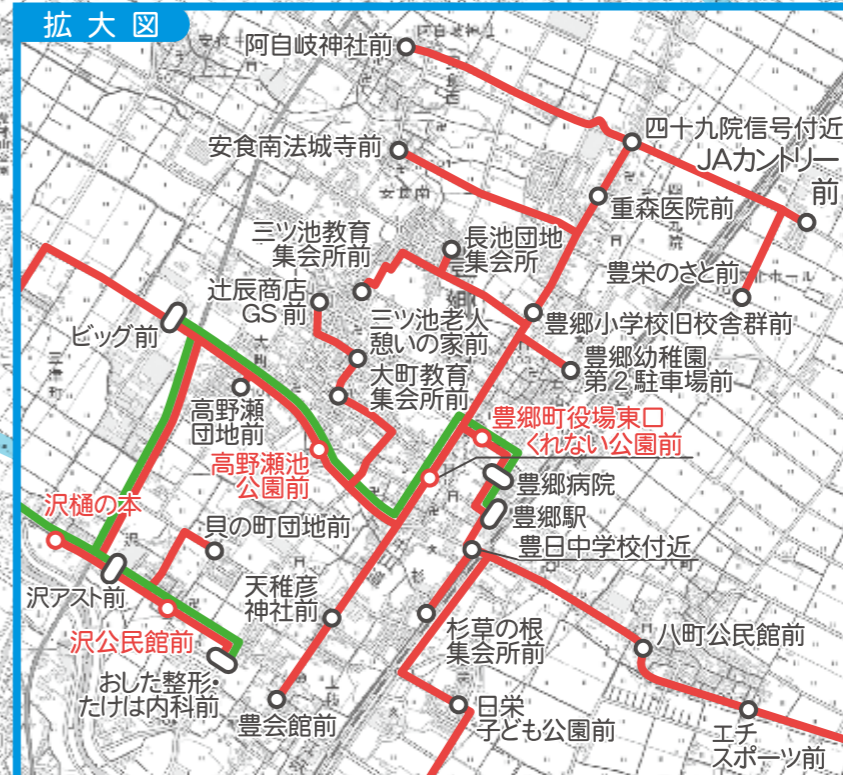 拡大図
阿自岐神社前
四十九院信号付近
JAカントリー
前
安食南法城寺前
重森医院前
三ツ池教育
集会所前
長池団地
集会所
豊栄のさと前
辻辰商店
GS前
三ツ池老人
憩いの家前
豊郷小学校旧校舎群前
ビッグ前
豊郷幼稚園
第2駐車場前
大町教育
集会所前
高野瀬
団地前
豊郷町役場東口
くれない公園前
高野瀬池
公園前
豊郷病院
沢樋の本
豊郷駅
貝の町団地前
豊日中学校付近
沢アスト前
天稚彦
神社前
沢公民館前
杉草の根
集会所前
八町公民館前
おした整形・
たけは内科前
豊会館前
日栄
子ども公園前
エチ
スポーツ前